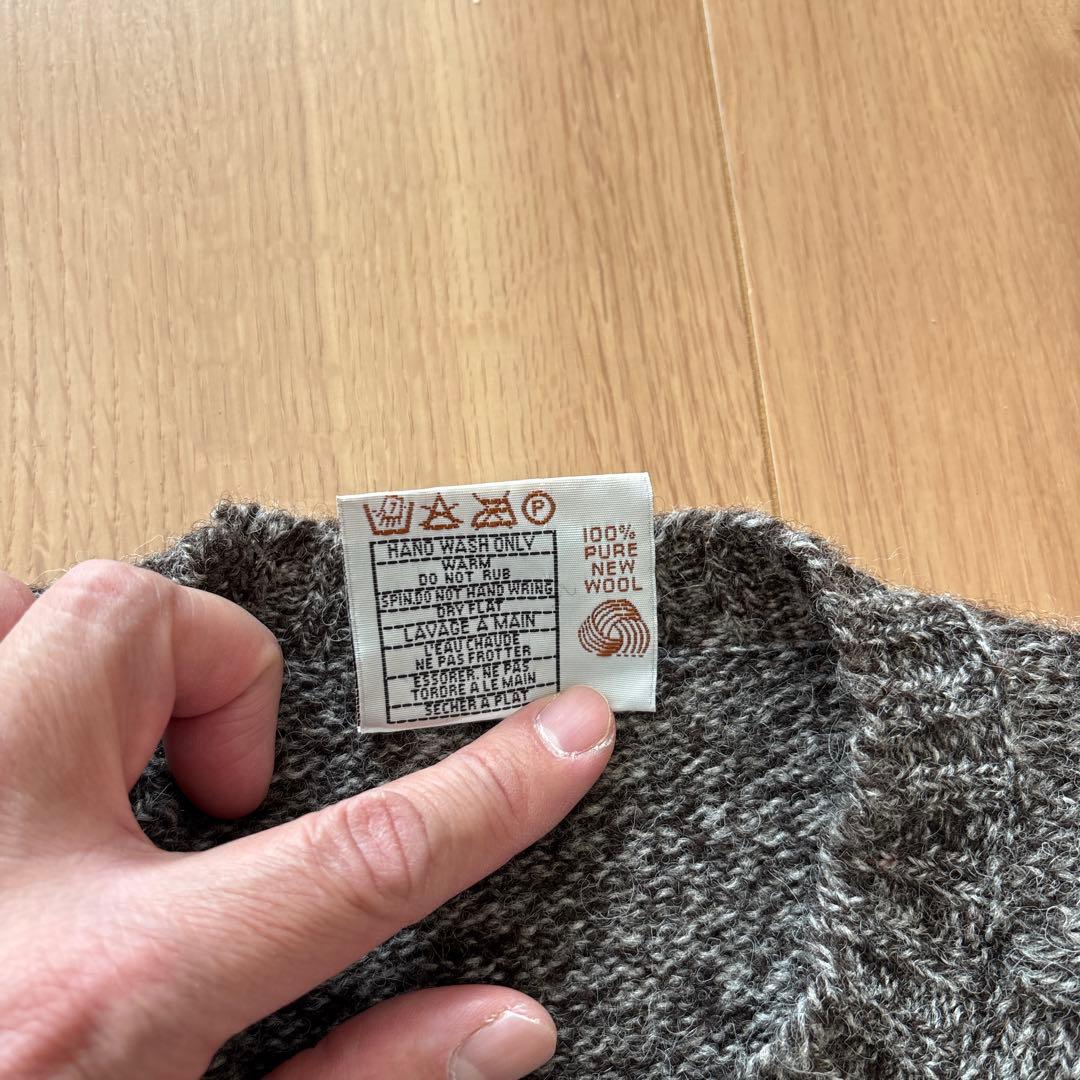 P
100%
PURE
NEW
WOOL
HAND WASH ONLY
WARM
DO NOT RUB
SPIN.DO NOT HAND WRING
DRY FLAT
LAVAGE A MAIN
L'EAU CHAUDE
NE PAS FROTTER
ESSORER. NE PAS
TORDRE A LE MAIN
SECHER A PLAT